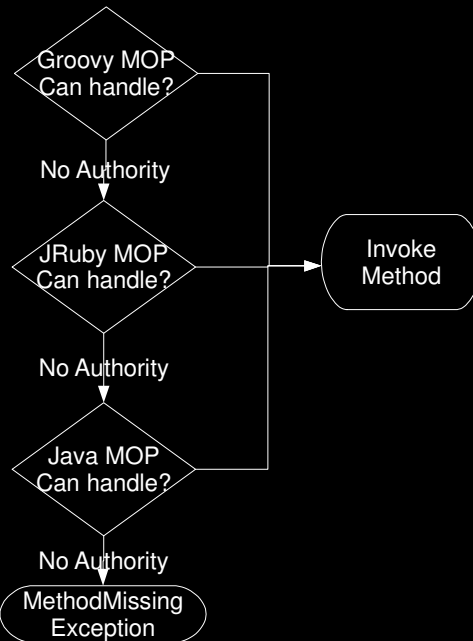 Groovy MOP
Can handle?
No Authority
JRuby MOP
Can handle?
Invoke
Method
No Authority
Java MOP
Can handle?
No Authority
MethodMissing
Exception